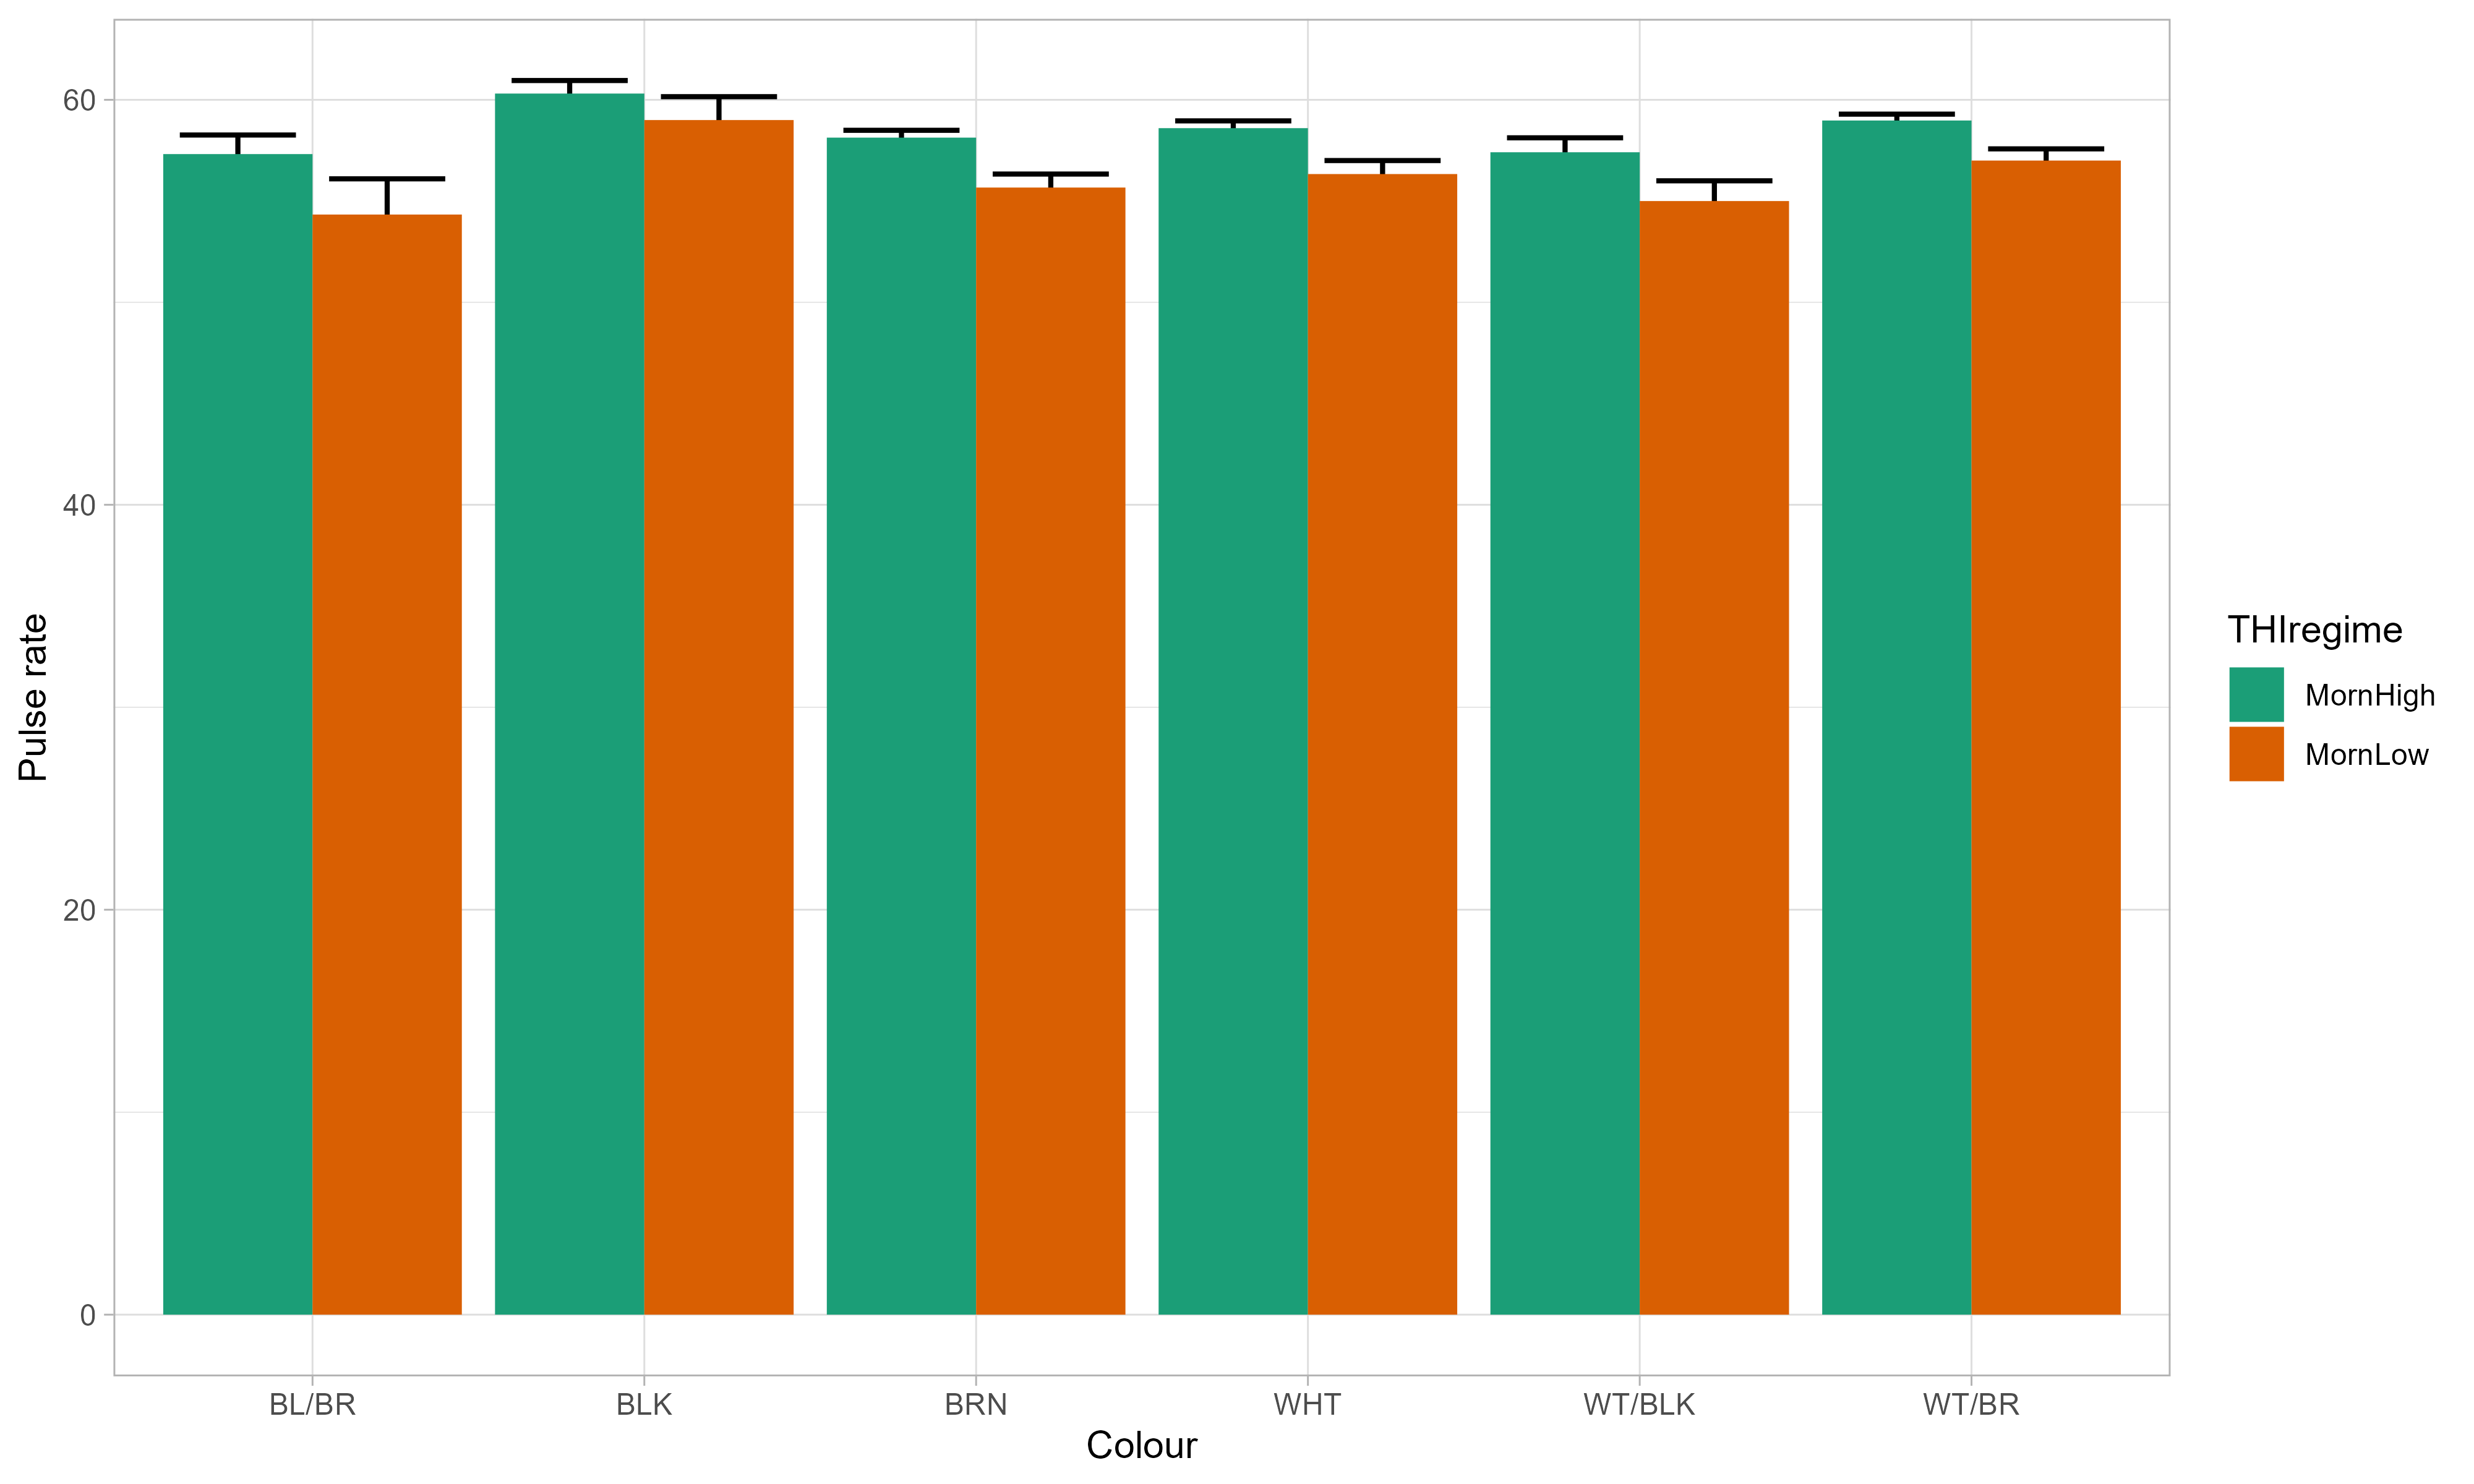 60
40
20
0
Pulse rate
BL/BR BLK BRN WHT WT/BLK WT/BR
Colour
THIregime
MornHigh
MornLow